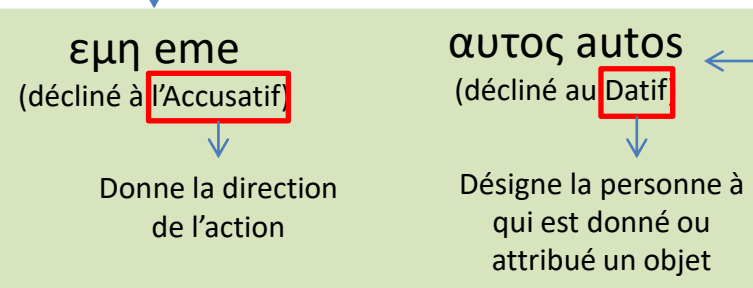 εμη eme
(décliné à l'Accusatif)
Donne la direction
de l'action
αυτος autos
(décliné au Datif)
Désigne la personne à
qui est donné ou
attribué un objet